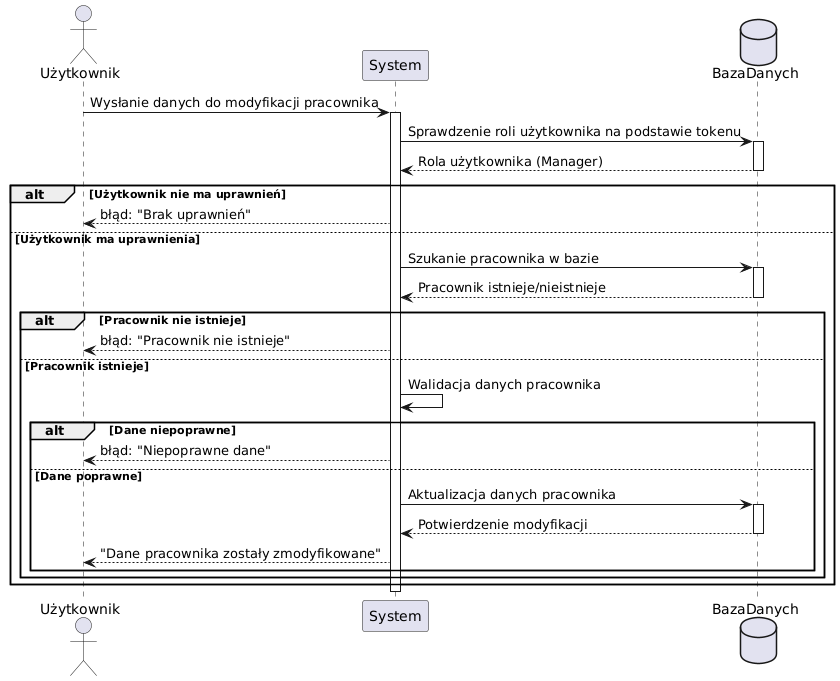 Użytkownik
System
BazaDanych
Wysłanie danych do modyfikacji pracownika
Sprawdzenie roli użytkownika na podstawie tokenu
Rola użytkownika (Manager)
alt [Użytkownik nie ma uprawnień]
błąd: "Brak uprawnień"
[Użytkownik ma uprawnienia]
Szukanie pracownika w bazie
Pracownik istnieje/nieistnieje
alt [Pracownik nie istnieje]
błąd: "Pracownik nie istnieje"
[Pracownik istnieje]
Walidacja danych pracownika
alt [Dane niepoprawne]
błąd: "Niepoprawne dane"
[Dane poprawne]
Aktualizacja danych pracownika
Potwierdzenie modyfikacji
"Dane pracownika zostały zmodyfikowane"
Użytkownik
System
BazaDanych